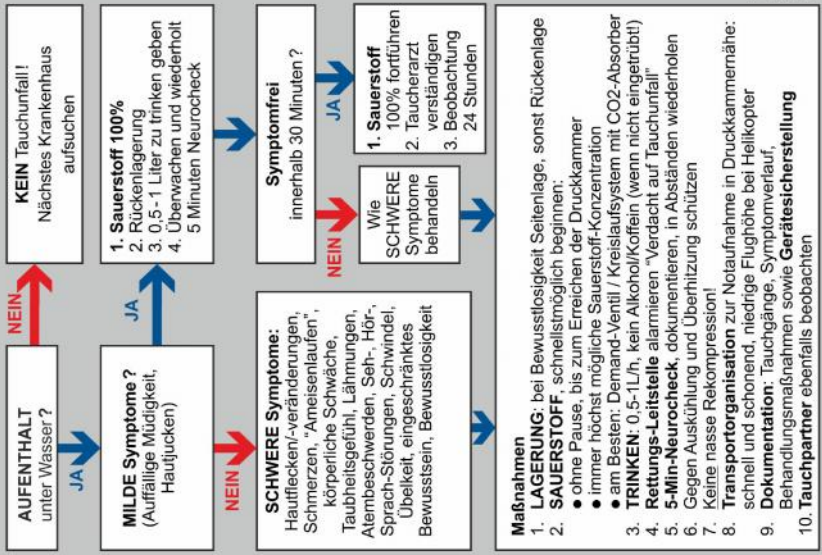 AUFENTHALT
unter Wasser?
NEIN
KEIN Tauchunfall!
Nächstes Krankenhaus
aufsuchen
JA
MILDE Symptome?
(Auffällige Müdigkeit,
Hautjucken)
JA
1. Sauerstoff 100%
2. Rückenlagerung
3. 0,5-1 Liter zu trinken geben
4. Überwachen und wiederholt
5 Minuten Neurocheck
NEIN
SCHWERE Symptome:
Hautflecken/-veränderungen,
Schmerzen, "Ameisenlaufen",
körperliche Schwäche,
Taubheitsgefühl, Lähmungen,
Atembeschwerden, Seh-, Hör-,
Sprach-Störungen, Schwindel,
Übelkeit, eingeschränktes
Bewusstsein, Bewusstlosigkeit
Symptomfrei
innerhalb 30 Minuten ?
NEIN
JA
Wie
SCHWERE
Symptome
behandeln
1. Sauerstoff
100% fortführen
2. Taucherarzt
verständigen
3. Beobachtung
24 Stunden
Maßnahmen
1. LAGERUNG: bei Bewusstlosigkeit Seitenlage, sonst Rückenlage
2. SAUERSTOFF, schnellstmöglich beginnen:
● ohne Pause, bis zum Erreichen der Druckkammer
● immer höchst mögliche Sauerstoff-Konzentration
● am Besten: Demand-Ventil / Kreislaufsystem mit CO2-Absorber
3. TRINKEN: 0,5-1L/h, kein Alkohol/Koffein (wenn nicht eingetrübt!)
4. Rettungs-Leitstelle alarmieren "Verdacht auf Tauchunfall"
5. 5-Min-Neurocheck, dokumentieren, in Abständen wiederholen
6. Gegen Auskühlung und Überhitzung schützen
7. Keine nasse Rekompression!
8. Transportorganisation zur Notaufnahme in Druckkammernähe:
schnell und schonend, niedrige Flughöhe bei Helikopter
9. Dokumentation: Tauchgänge, Symptomverlauf,
Behandlungsmaßnahmen sowie Gerätesicherstellung
10. Tauchpartner ebenfalls beobachten